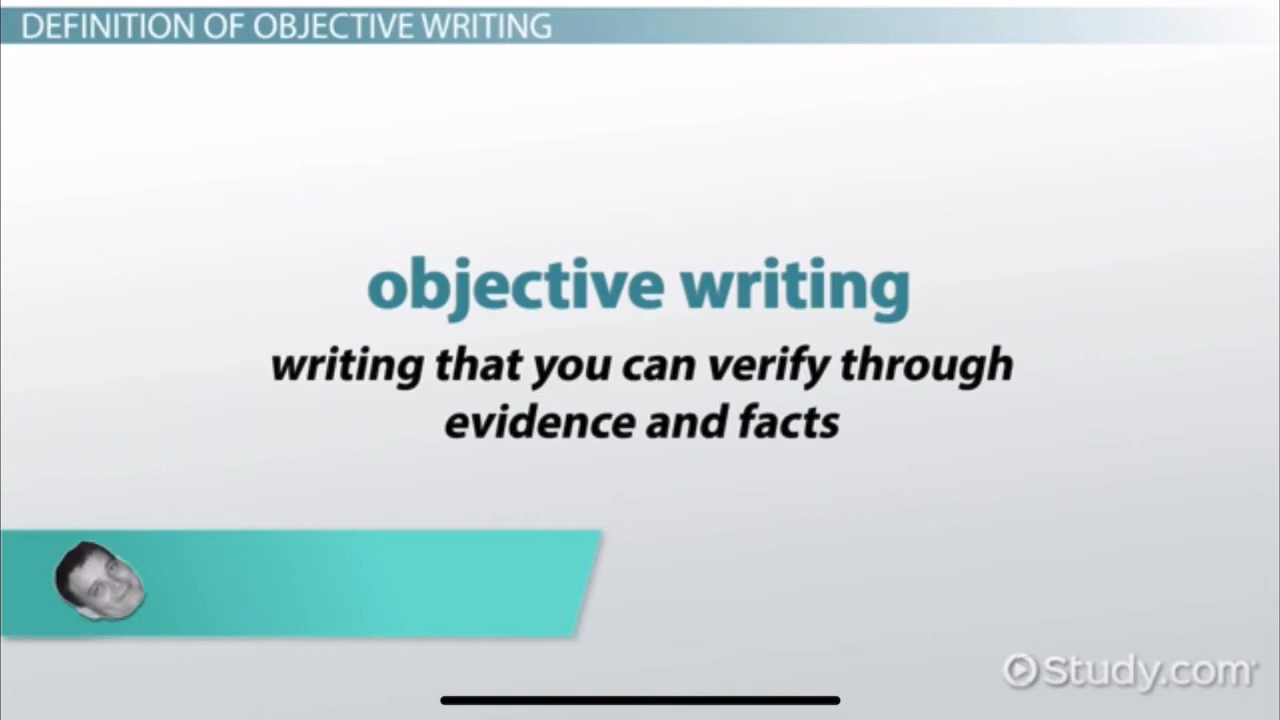 DEFINITION OF OBJECTIVE WRITING
objective writing
writing that you can verify through
evidence and facts
Study.com